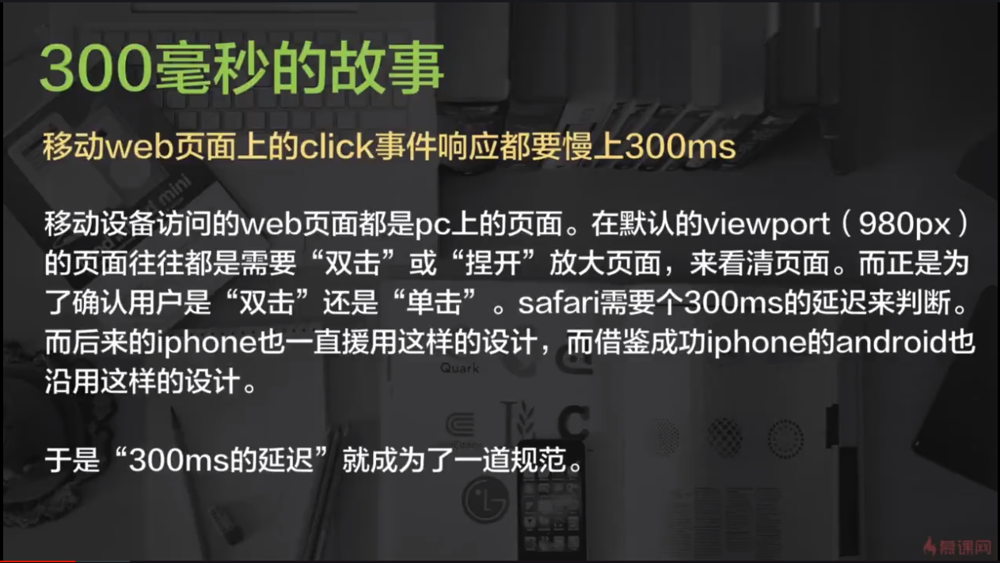 300毫秒的故事
移动web页面上的click事件响应都要慢上300ms
移动设备访问的web页面都是pc上的页面。在默认的viewport（980px）
的页面往往都是需要“双击”或“捏开”放大页面，来看清页面。而正是为
了确认用户是“双击”还是“单击”。safari需要个300ms的延迟来判断。
而后来的iphone也一直援用这样的设计，而借鉴成功iphone的android也
沿用这样的设计。
Quark
于是“300ms的延迟”就成为了一道规范。
慕课网